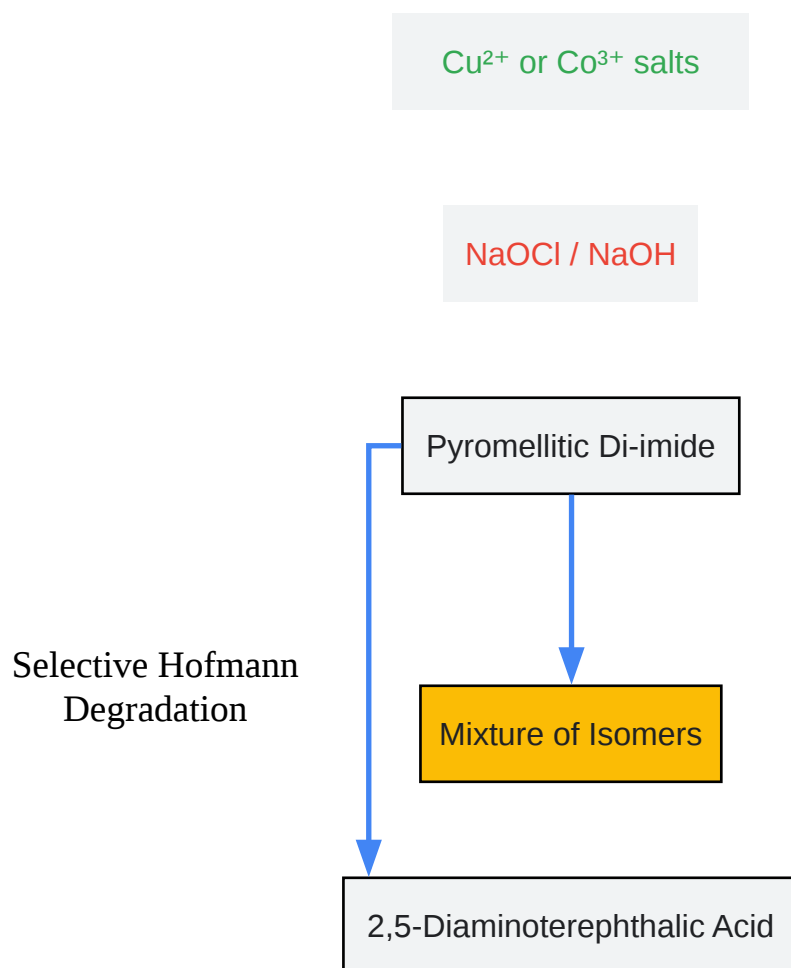 Cu²⁺ or Co³⁺ salts
NaOCl / NaOH
Pyromellitic Di-imide
Selective Hofmann
Degradation
Mixture of Isomers
2,5-Diaminoterephthalic Acid